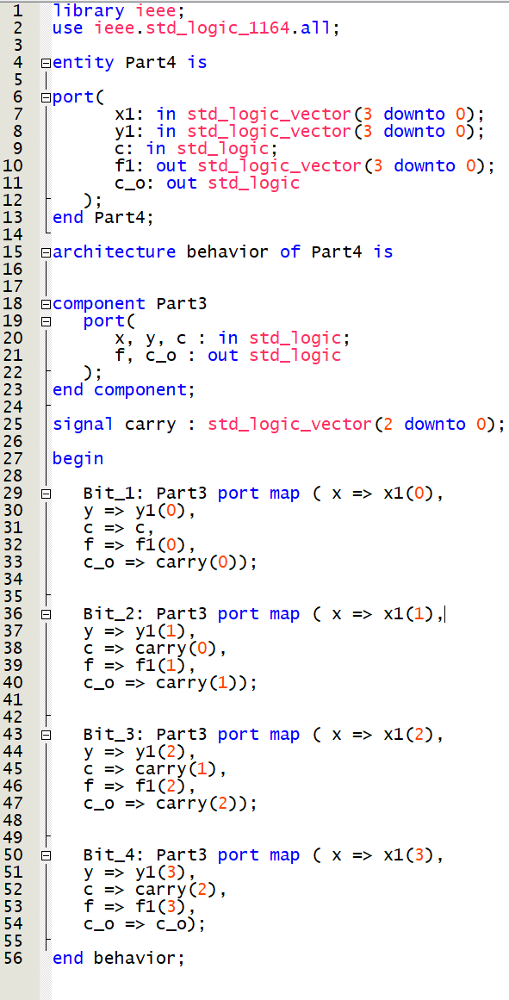 1 library ieee;
2 use ieee.std_logic_1164.all;
3
4 entity Part4 is
5
6 port(
7 x1: in std_logic_vector(3 downto 0);
8 y1: in std_logic_vector(3 downto 0);
9 c: in std_logic;
10 f1: out std_logic_vector(3 downto 0);
11 c_o: out std_logic
12 );
13 end Part4;
14
15 architecture behavior of Part4 is
16
17
18 component Part3
19 port(
20 x, y, c : in std_logic;
21 f, c_o : out std_logic
22 );
23 end component;
24
25 signal carry : std_logic_vector(2 downto 0);
26
27 begin
28
29 Bit_1: Part3 port map ( x => x1(0),
30 y => y1(0),
31 c => c,
32 f => f1(0),
33 c_o => carry(0));
34
35
36 Bit_2: Part3 port map ( x => x1(1),
37 y => y1(1),
38 c => carry(0),
39 f => f1(1),
40 c_o => carry(1));
41
42
43 Bit_3: Part3 port map ( x => x1(2),
44 y => y1(2),
45 c => carry(1),
46 f => f1(2),
47 c_o => carry(2));
48
49
50 Bit_4: Part3 port map ( x => x1(3),
51 y => y1(3),
52 c => carry(2),
53 f => f1(3),
54 c_o => c_o);
55
56 end behavior;